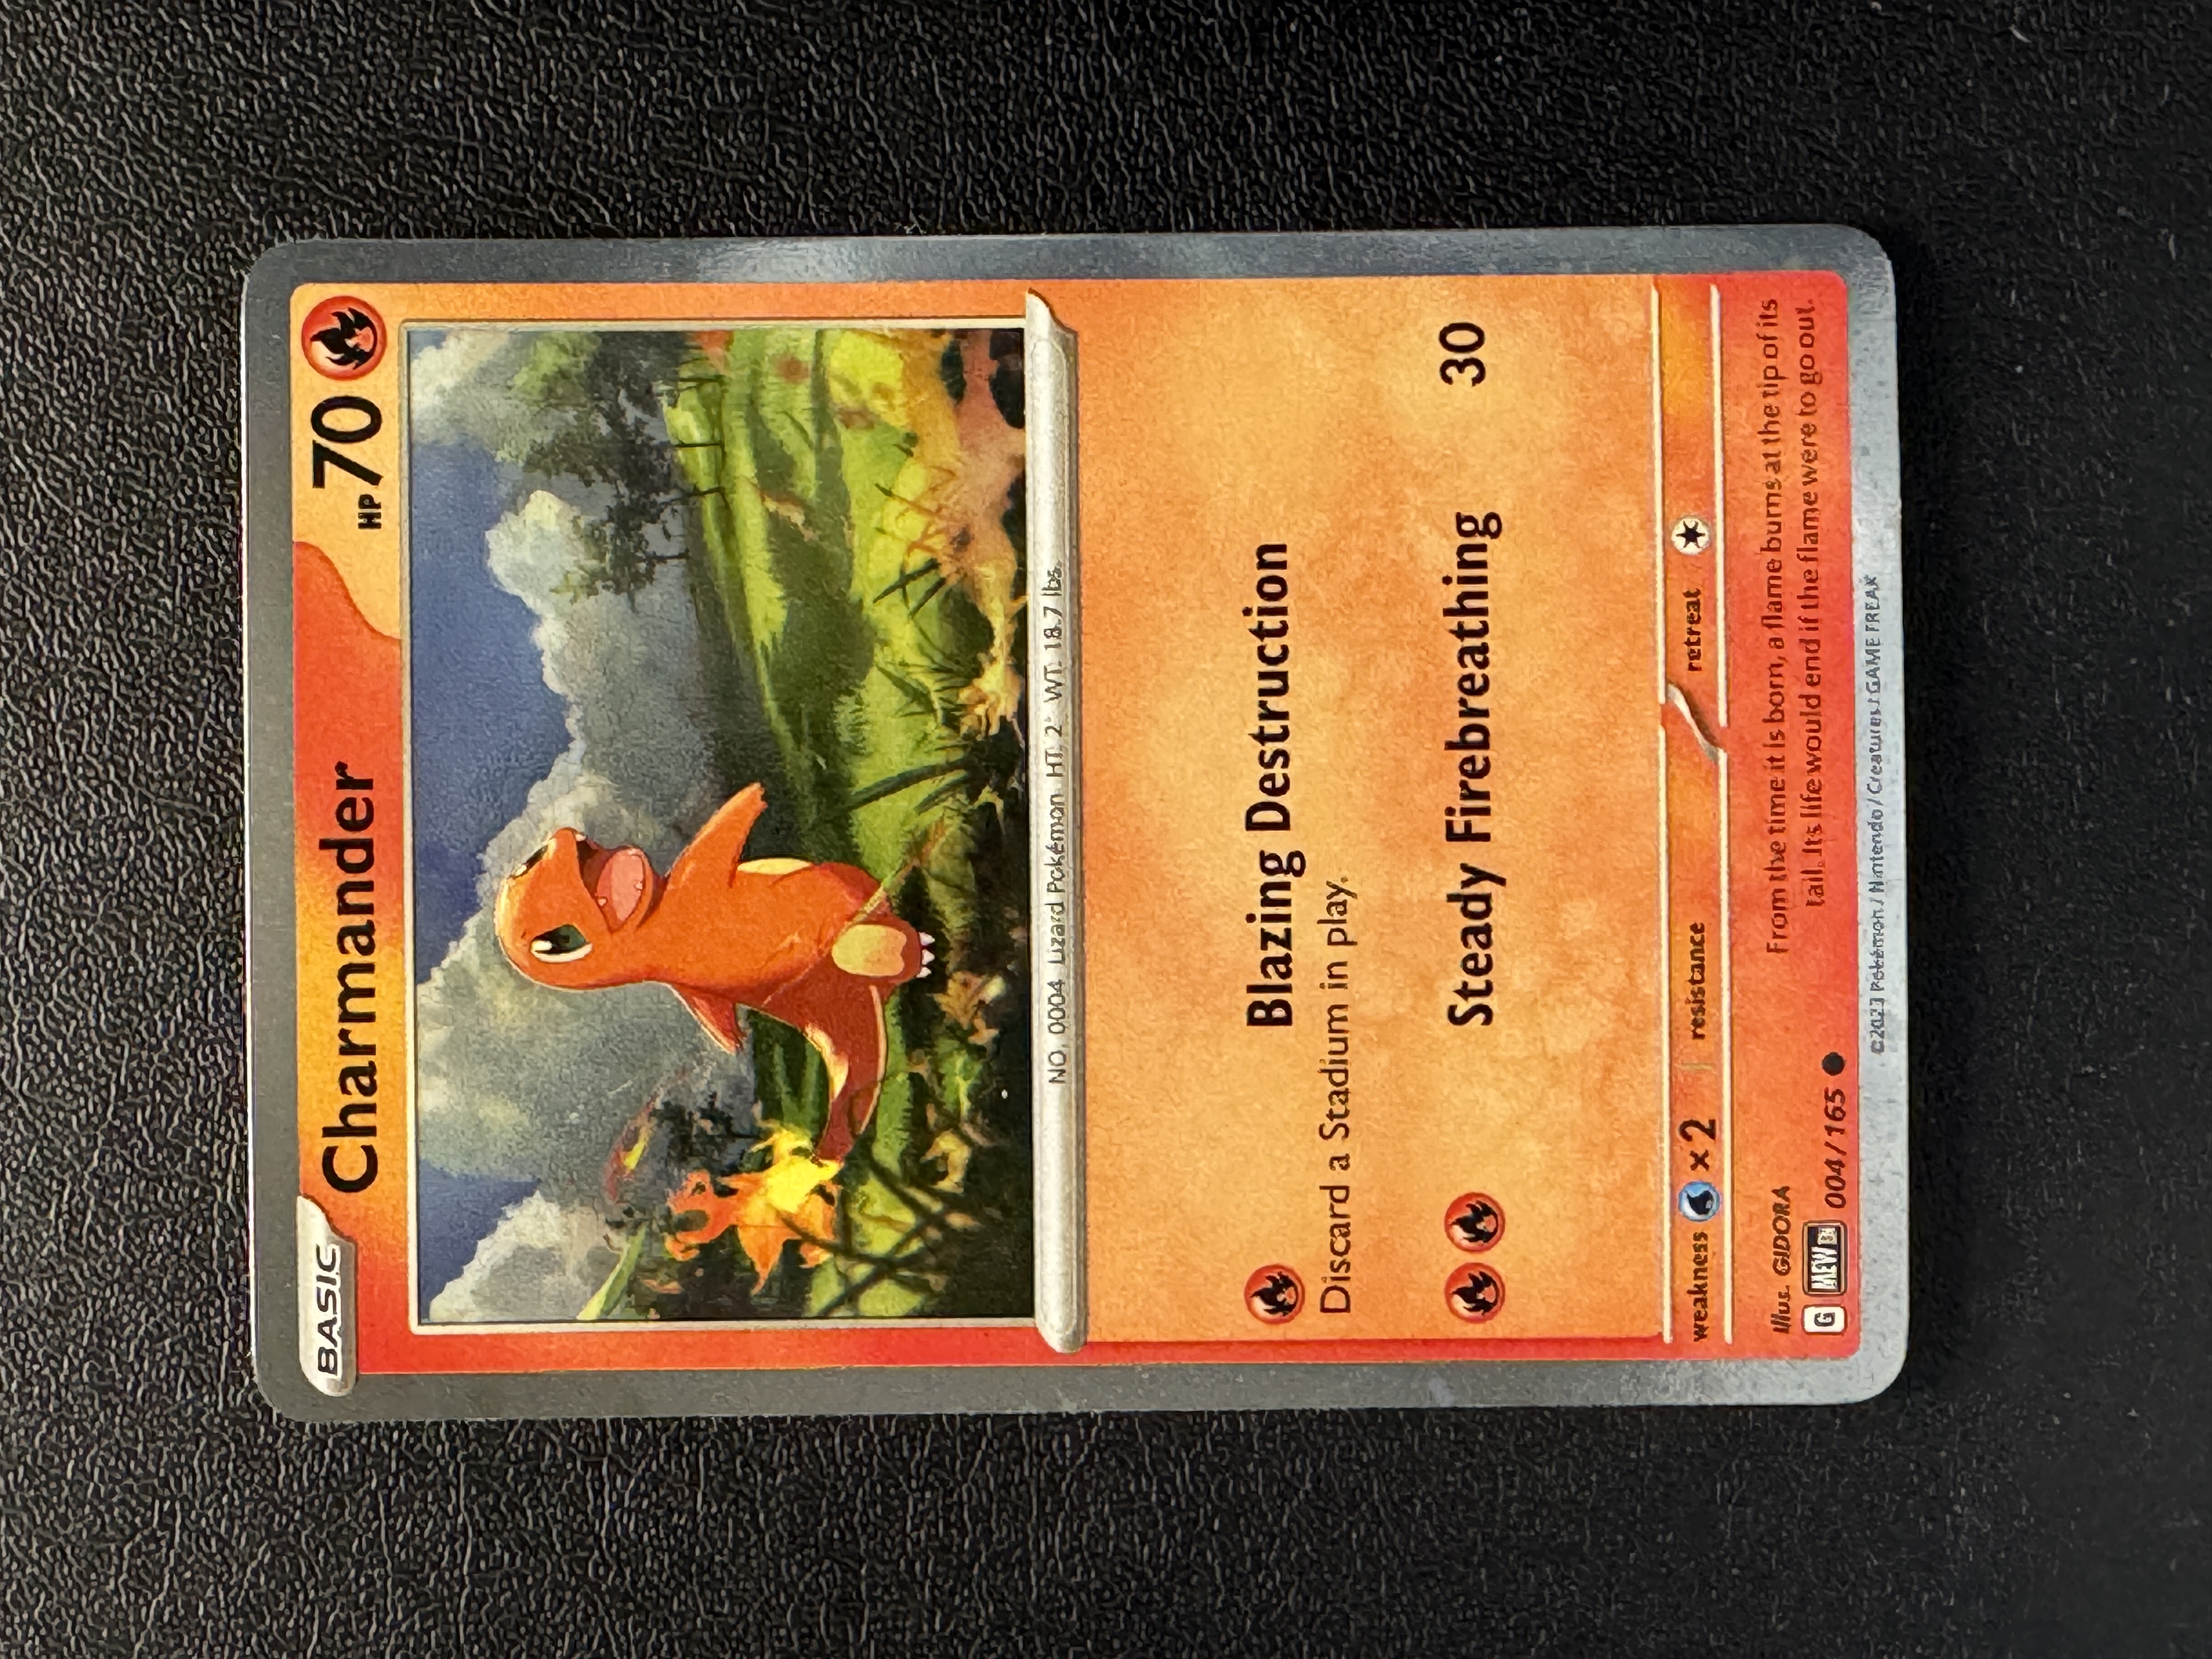 BASIC
Charmander
HP 70
NO. 0004 Lizard Pokémon HT: 2' WT: 18.7 lbs.
Blazing Destruction
Discard a Stadium in play.
Steady Firebreathing 30
weakness ×2 resistance retreat
Illus. GIDORA
From the time it is born, a flame burns at the tip of its
tail. Its life would end if the flame were to go out.
G MEW EN 004/165
©2023 Pokémon / Nintendo / Creatures / GAME FREAK